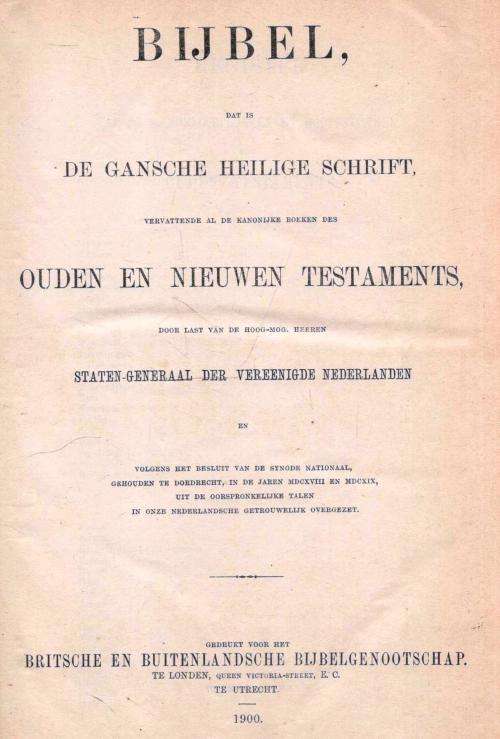 BIJBEL,
DAT IS
DE GANSCHE HEILIGE SCHRIFT,
VERVATTENDE AL DE KANONIJKE BOEKEN DES
OUDEN EN NIEUWEN TESTAMENTS,
DOOR LAST VAN DE HOOG-MOG. HEEREN
STATEN-GENERAAL DER VEREENIGDE NEDERLANDEN
EN
VOLGENS HET BESLUIT VAN DE SYNODE NATIONAAL,
GEHOUDEN TE DORDRECHT, IN DE JAREN MDCXVIII EN MDCXIX,
UIT DE OORSPRONKELIJKE TALEN
IN ONZE NEDERLANDSCHE GETROUWELIJK OVERGEZET.
GEDRUKT VOOR HET
BRITSCHE EN BUITENLANDSCHE BIJBELGENOOTSCHAP.
TE LONDEN, QUEEN VICTORIA-STREET, E. C.
TE UTRECHT.
1900.